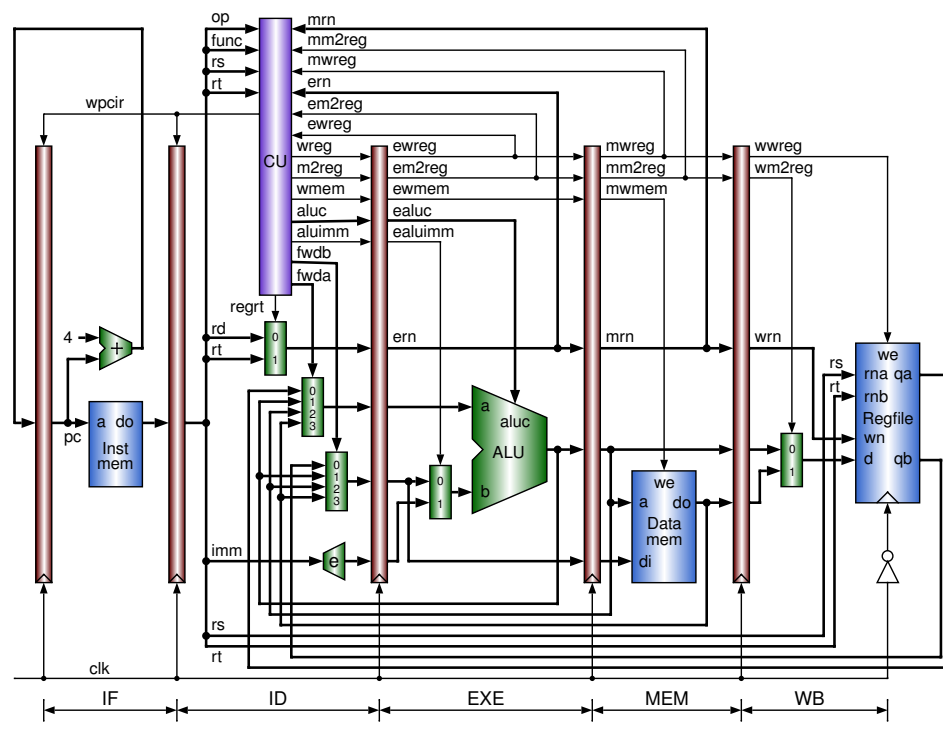 op
mrn
func
mm2reg
rs
mwreg
rt
ern
wpcir
em2reg
ewreg
CU
wreg
ewreg
mwreg
wwreg
m2reg
em2reg
mm2reg
wm2reg
wmem
ewmem
mwmem
aluc
ealuc
aluimm
ealuimm
fwdb
fwda
regrt
4
+
rd
0
rt
1
ern
mrn
wrn
we
rs
rna qa
rt
rnb
Regfile
wn
d qb
0
1
2
3
a
aluc
ALU
b
pc
a do
Inst
mem
0
1
2
3
0
1
0
1
we
a do
Data
mem
di
imm
e
rs
rt
clk
IF
ID
EXE
MEM
WB